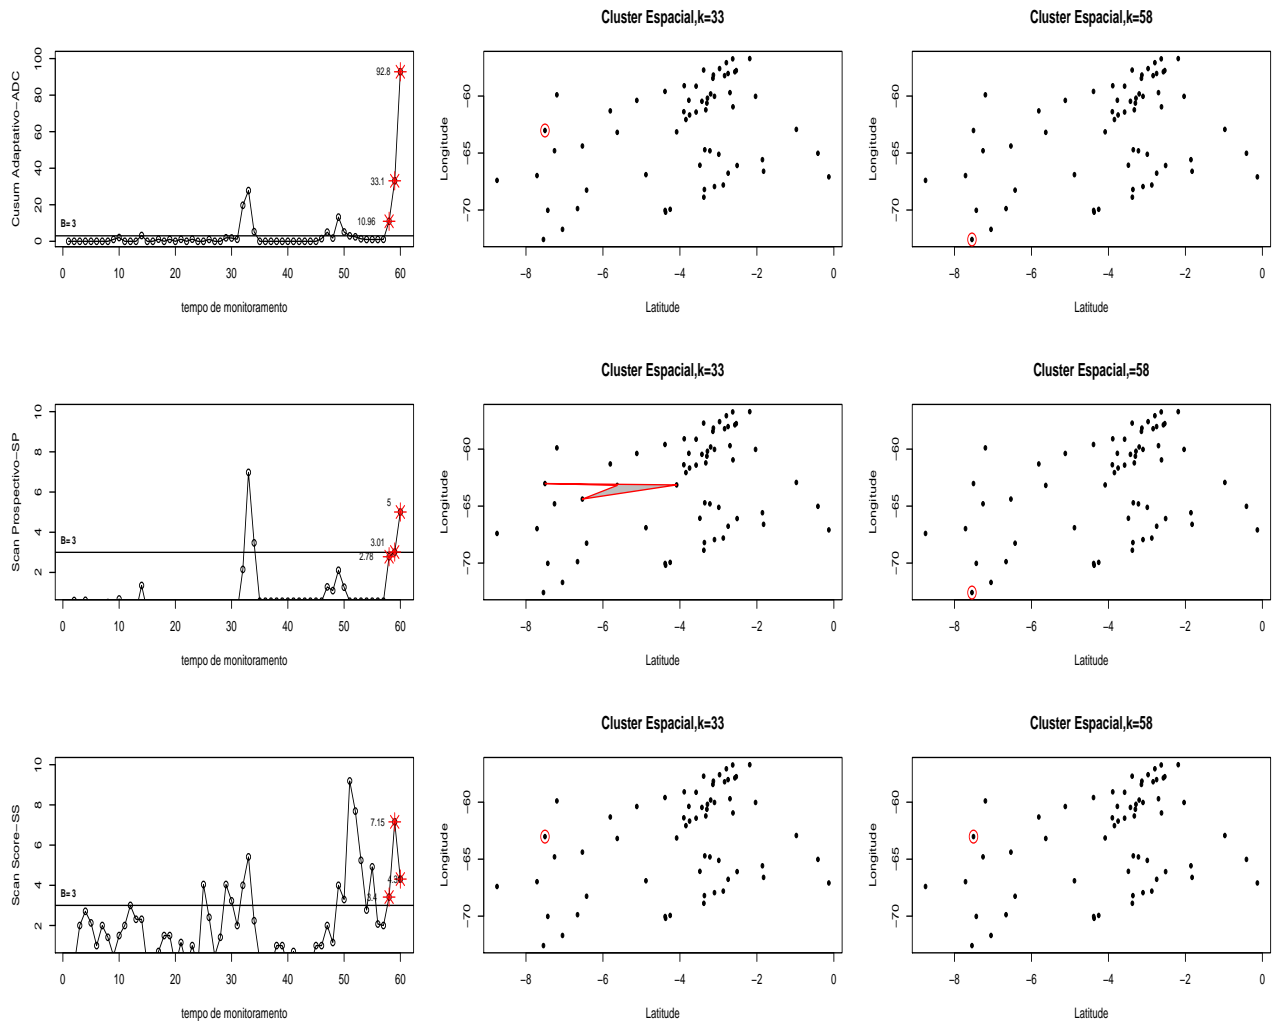 Cluster Espacial,k=33
Cluster Espacial,k=58
Cusum Adaptativo-ADC
100
80
60
40
20
0
B= 3
10.96
33.1
92.8
0 10 20 30 40 50 60
tempo de monitoramento
Longitude
-60
-65
-70
-8 -6 -4 -2 0
Latitude
Longitude
-60
-65
-70
-8 -6 -4 -2 0
Latitude
Cluster Espacial,k=33
Cluster Espacial,=58
Scan Prospectivo-SP
10
8
6
4
2
B= 3
2.78
3.01
5
0 10 20 30 40 50 60
tempo de monitoramento
Longitude
-60
-65
-70
-8 -6 -4 -2 0
Latitude
Longitude
-60
-65
-70
-8 -6 -4 -2 0
Latitude
Cluster Espacial,k=33
Cluster Espacial,k=58
Scan Score-SS
10
8
6
4
2
B= 3
7.15
0 10 20 30 40 50 60
tempo de monitoramento
Longitude
-60
-65
-70
-8 -6 -4 -2 0
Latitude
Longitude
-60
-65
-70
-8 -6 -4 -2 0
Latitude